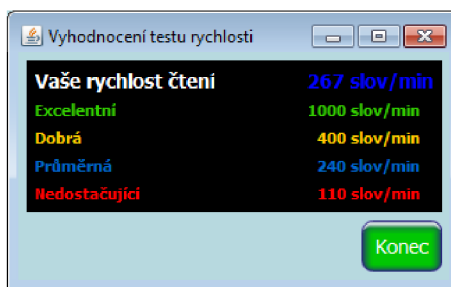 Vyhodnocení testu rychlosti
Vaše rychlost čtení 267 slov/min
Excelentní 1000 slov/min
Dobrá 400 slov/min
Průměrná 240 slov/min
Nedostačující 110 slov/min
Konec